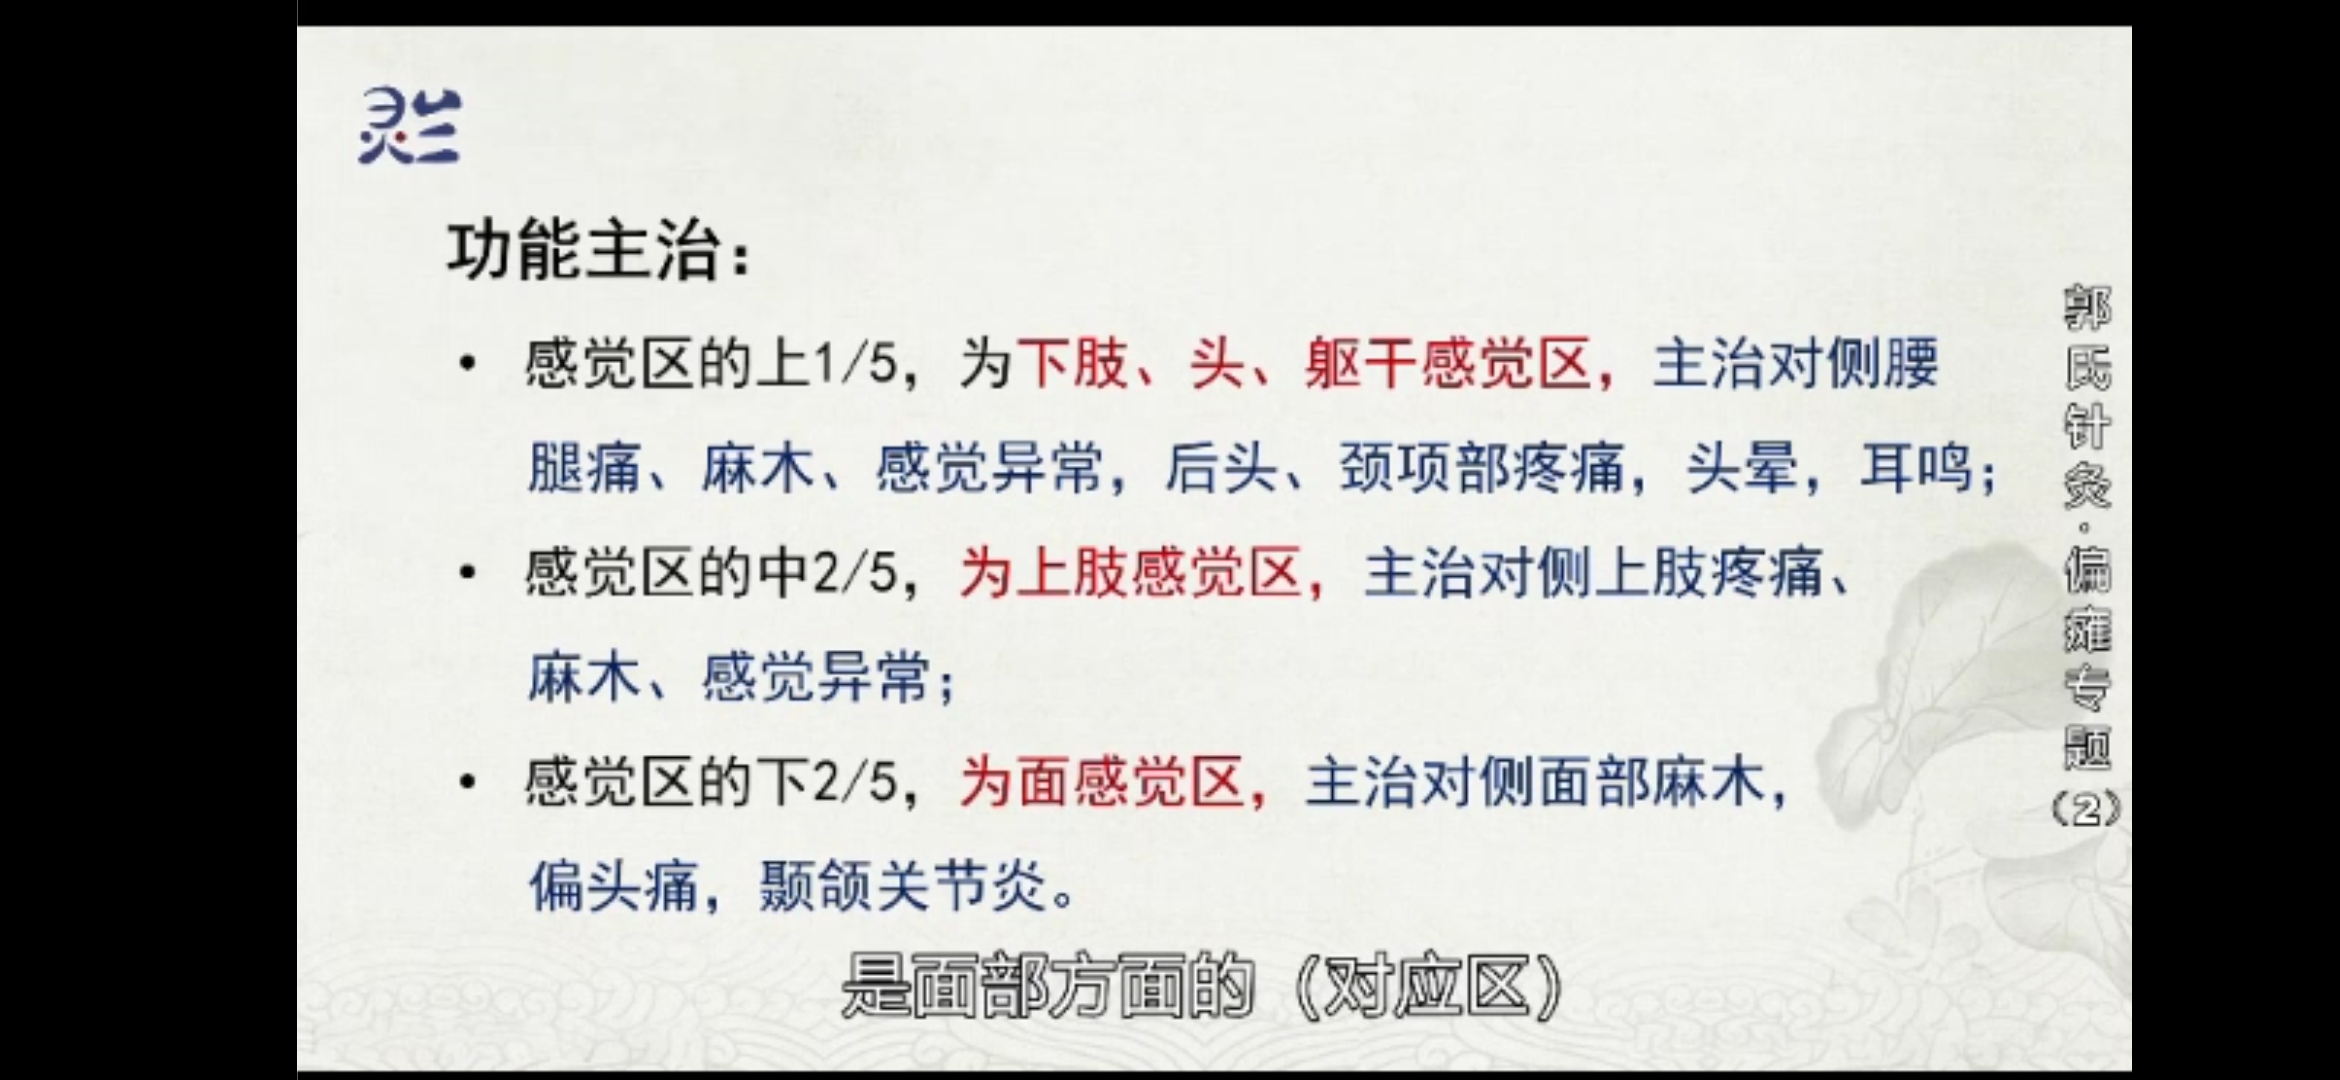 功能主治：
• 感觉区的上1/5，为下肢、头、躯干感觉区，主治对侧腰
腿痛、麻木、感觉异常，后头、颈项部疼痛，头晕，耳鸣；
• 感觉区的中2/5，为上肢感觉区，主治对侧上肢疼痛、
麻木、感觉异常；
• 感觉区的下2/5，为面感觉区，主治对侧面部麻木，
偏头痛，颞颌关节炎。
是面部方面的（对应区）
郭氏针灸·偏瘫专题（2）